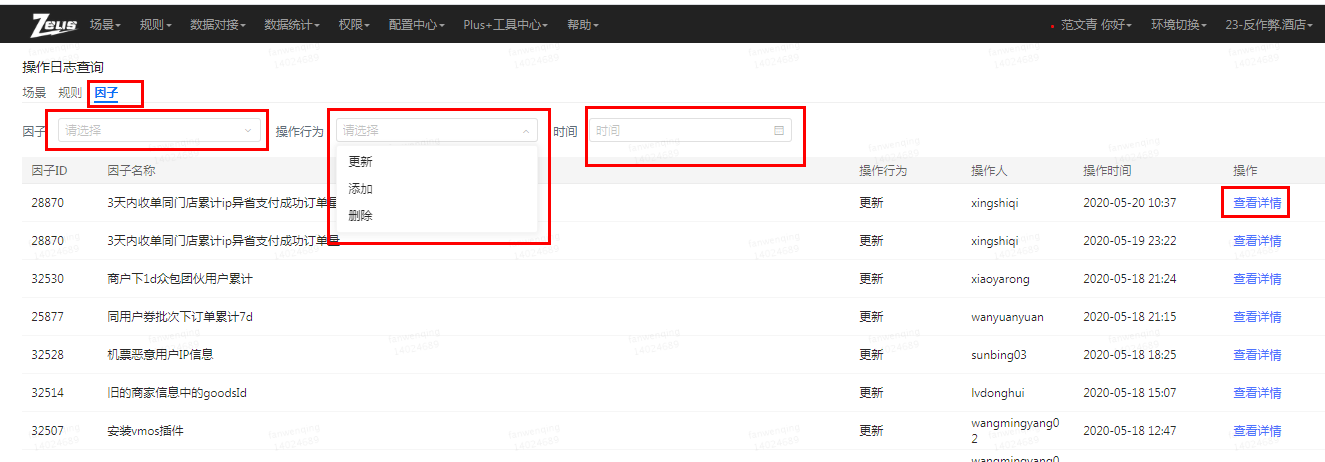 Zeus 场景 规则 数据对接 数据统计 权限 配置中心 Plus+工具中心 帮助 范文青 你好 环境切换 23-反作弊.酒店
操作日志查询
场景 规则 因子
因子 请选择 操作行为 请选择 时间 时间
更新
添加
删除
因子ID 因子名称 操作行为 操作人 操作时间 操作
28870 3天内收单同门店累计ip异省支付成功订单量 更新 xingshiqi 2020-05-20 10:37 查看详情
28870 3天内收单同门店累计ip异省支付成功订单量 更新 xingshiqi 2020-05-19 23:22 查看详情
32530 商户下1d众包团伙用户累计 更新 xiaoyarong 2020-05-18 21:24 查看详情
25877 同用户券批次下订单累计7d 更新 wanyuanyuan 2020-05-18 21:15 查看详情
32528 机票恶意用户IP信息 更新 sunbing03 2020-05-18 18:25 查看详情
32514 旧的商家信息中的goodsId 更新 lvdonghui 2020-05-18 15:07 查看详情
32507 安装vmos插件 更新 wangmingyang02 2020-05-18 12:47 查看详情